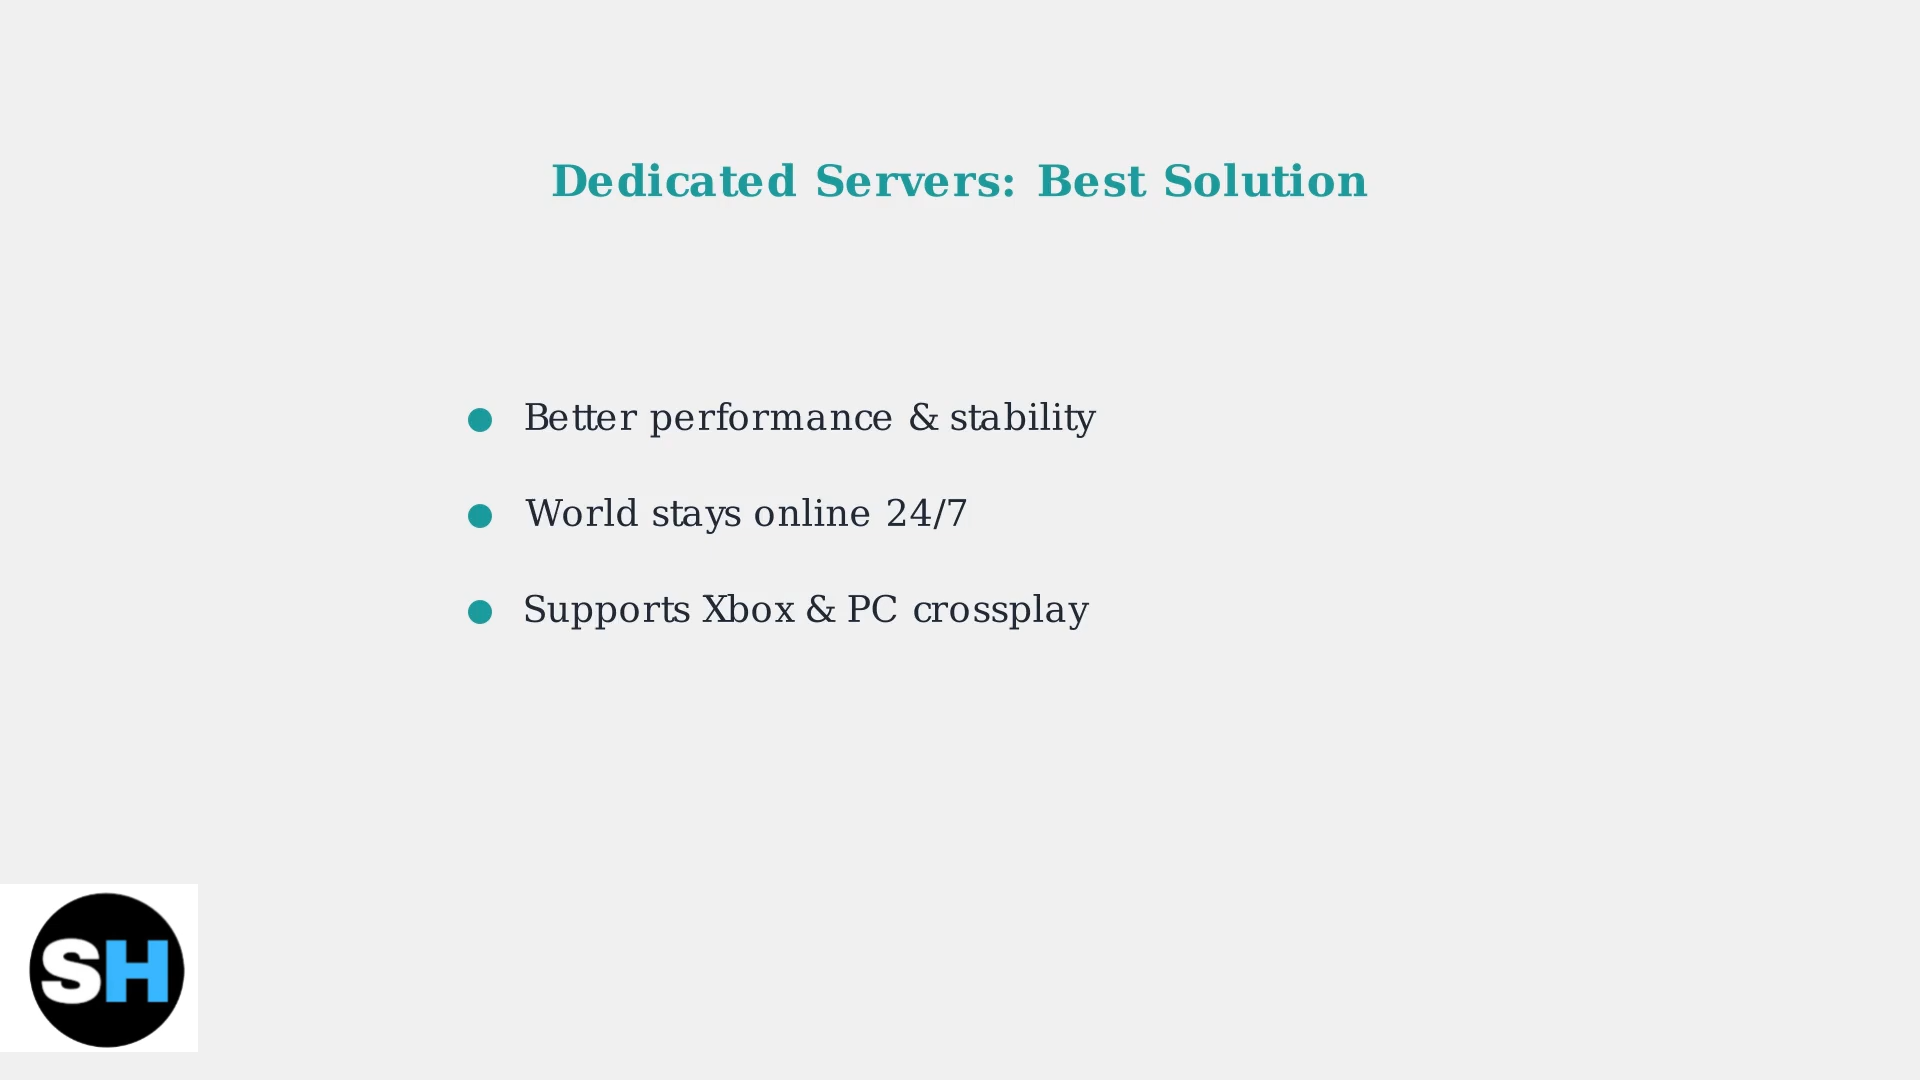 Dedicated Servers: Best Solution
Better performance & stability
World stays online 24/7
Supports Xbox & PC crossplay
SH